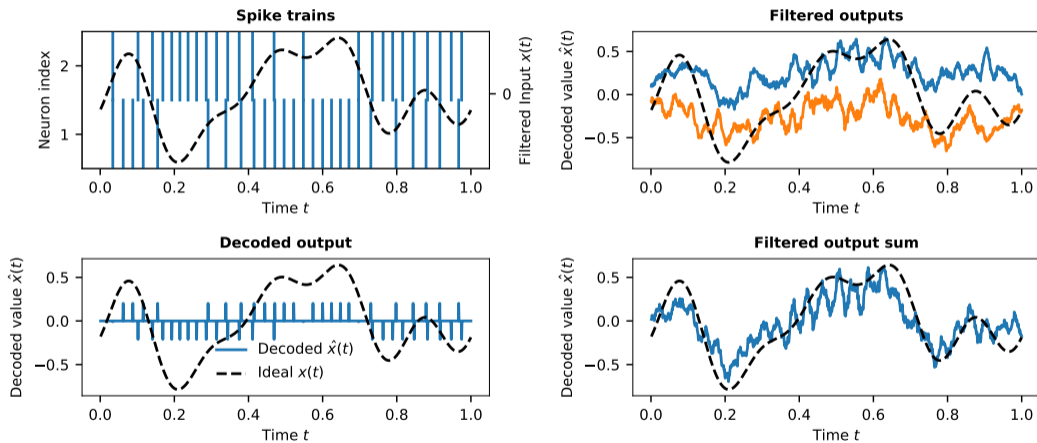 Spike trains
Neuron index
2
1
0
Filtered Input x(t)
0.0 0.2 0.4 0.6 0.8 1.0
Time t
Filtered outputs
Decoded value x̂(t)
0.5
0.0
−0.5
0.0 0.2 0.4 0.6 0.8 1.0
Time t
Decoded output
Decoded value x̂(t)
0.5
0.0
−0.5
Decoded x̂(t)
Ideal x(t)
0.0 0.2 0.4 0.6 0.8 1.0
Time t
Filtered output sum
Decoded value x̂(t)
0.5
0.0
−0.5
0.0 0.2 0.4 0.6 0.8 1.0
Time t